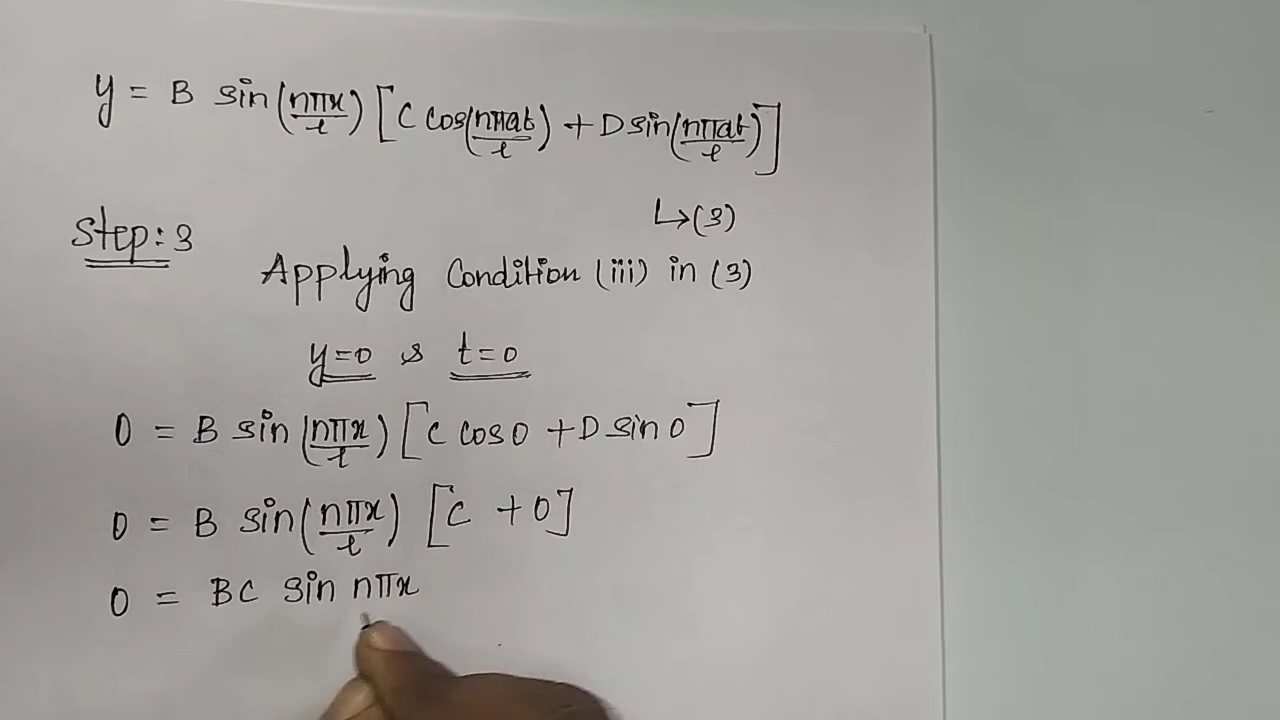 y = B sin(nπx/l) [C cos(nπat/l) + D sin(nπat/l)]
↳(3)
Step: 3
Applying Condition (iii) in (3)
y=0 & t=0
0 = B sin(nπx/l) [C cos0 + D sin0]
0 = B sin(nπx/l) [C + 0]
0 = BC sin nπx